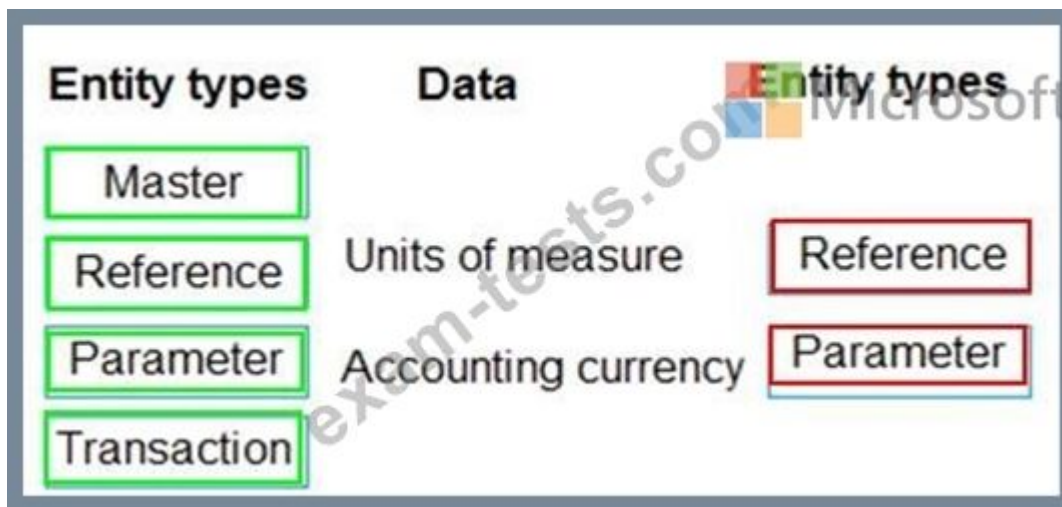 Entity types Data Entity types
Microsoft
Master
Reference Units of measure Reference
Parameter Accounting currency Parameter
Transaction
exam-tests.com